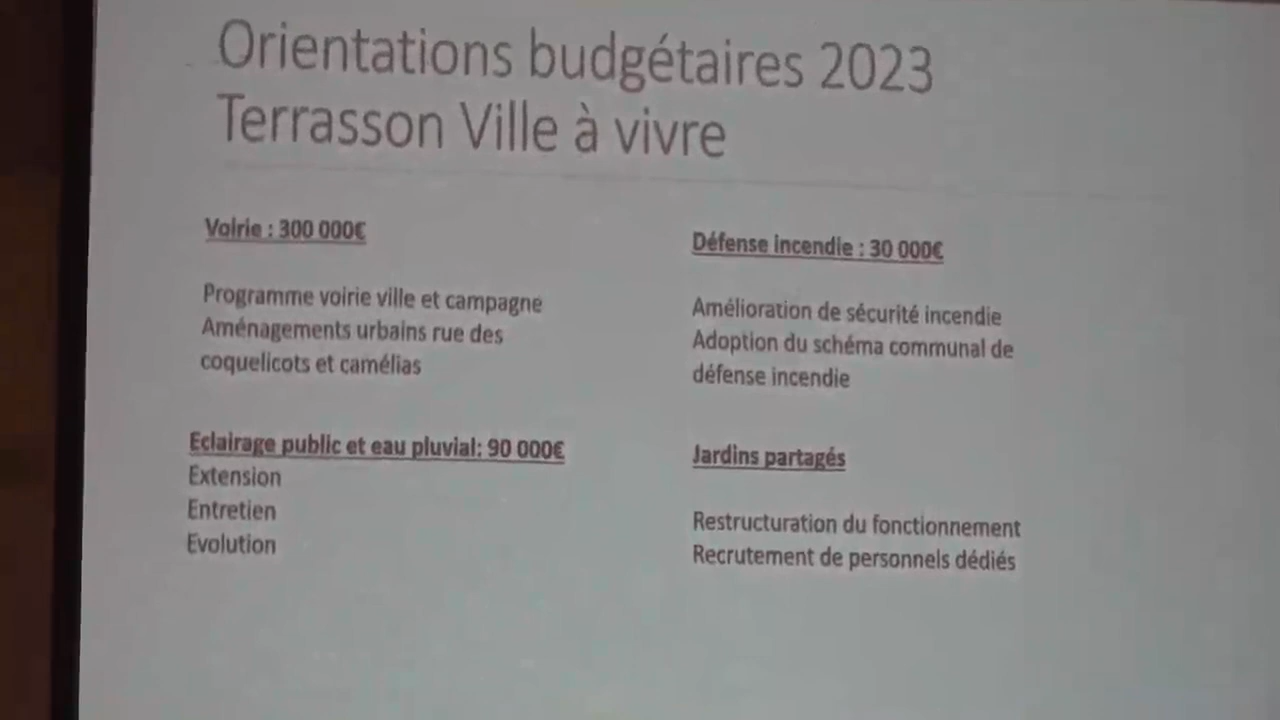 Orientations budgétaires 2023
Terrasson Ville à vivre
Voirie : 300 000€
Programme voirie ville et campagne
Aménagements urbains rue des
coquelicots et camélias
Eclairage public et eau pluvial: 90 000€
Extension
Entretien
Evolution
Défense incendie : 30 000€
Amélioration de sécurité incendie
Adoption du schéma communal de
défense incendie
Jardins partagés
Restructuration du fonctionnement
Recrutement de personnels dédiés